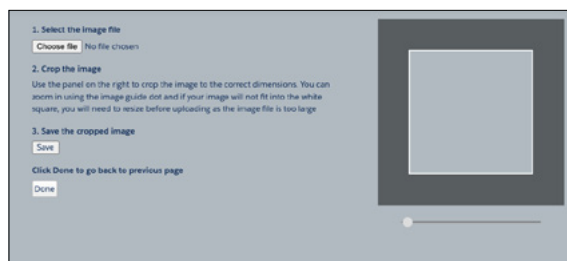 1. Select the image file
Choose file No file chosen
2. Crop the image
Use the panel on the right to crop the image to the correct dimensions. You can
zoom in using the image guide dot and if your image will not fit into the white
square, you will need to resize before uploading as the image file is too large
3. Save the cropped image
Save
Click Done to go back to previous page
Done